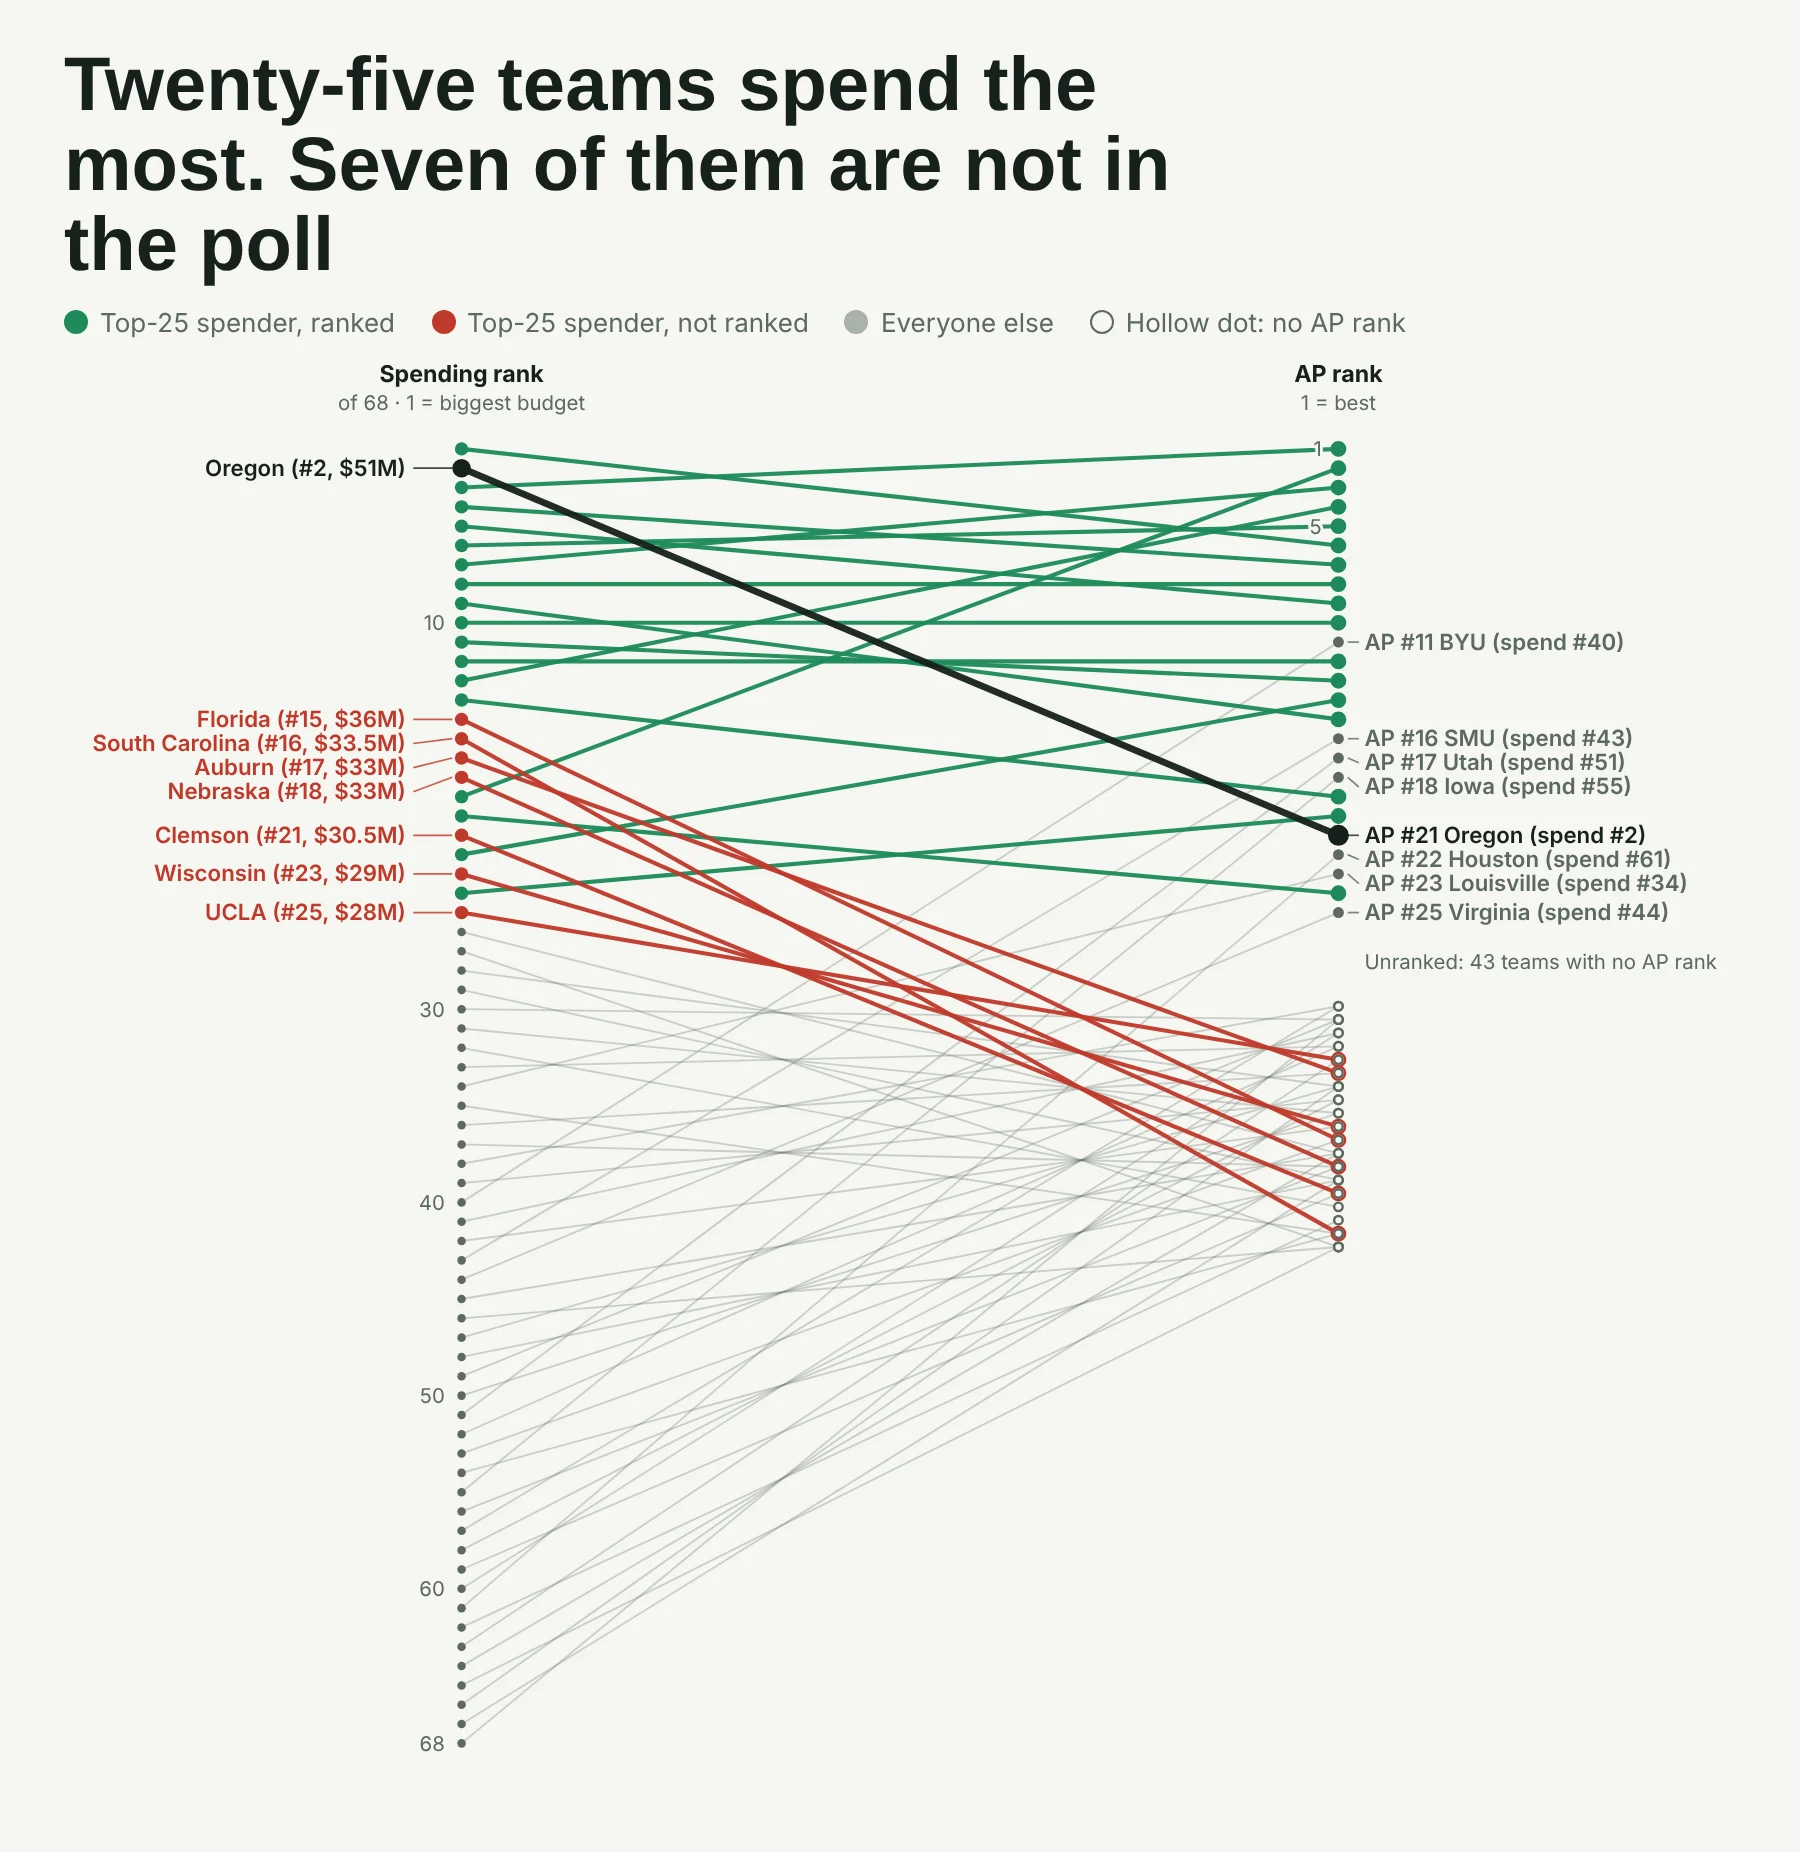 Twenty-five teams spend the
most. Seven of them are not in
the poll
Top-25 spender, ranked
Top-25 spender, not ranked
Everyone else
Hollow dot: no AP rank
Spending rank
of 68 · 1 = biggest budget
AP rank
1 = best
Oregon (#2, $51M)
10
Florida (#15, $36M)
South Carolina (#16, $33.5M)
Auburn (#17, $33M)
Nebraska (#18, $33M)
Clemson (#21, $30.5M)
Wisconsin (#23, $29M)
UCLA (#25, $28M)
30
40
50
60
68
1
5
AP #11 BYU (spend #40)
AP #16 SMU (spend #43)
AP #17 Utah (spend #51)
AP #18 Iowa (spend #55)
AP #21 Oregon (spend #2)
AP #22 Houston (spend #61)
AP #23 Louisville (spend #34)
AP #25 Virginia (spend #44)
Unranked: 43 teams with no AP rank